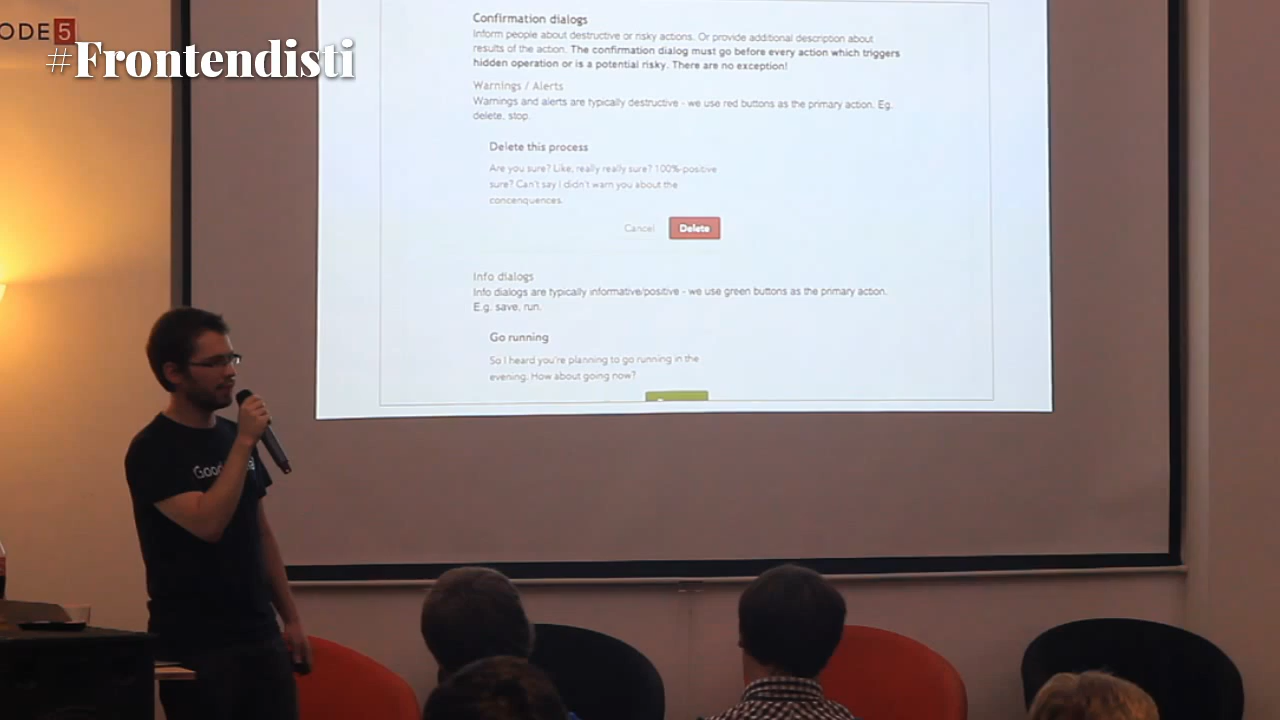 ODE5
#Frontendisti
Confirmation dialogs
Inform people about destructive or risky actions. Or provide additional description about
results of the action. The confirmation dialog must go before every action which triggers
hidden operation or is a potential risky. There are no exception!
Warnings / Alerts
Warnings and alerts are typically destructive - we use red buttons as the primary action. Eg.
delete, stop.
Delete this process
Are you sure? Like, really really sure? 100%-positive
sure? Can't say I didn't warn you about the
concenquences.
Cancel Delete
Info dialogs
Info dialogs are typically informative/positive - we use green buttons as the primary action.
E.g. save, run.
Go running
So I heard you're planning to go running in the
evening. How about going now?
Good